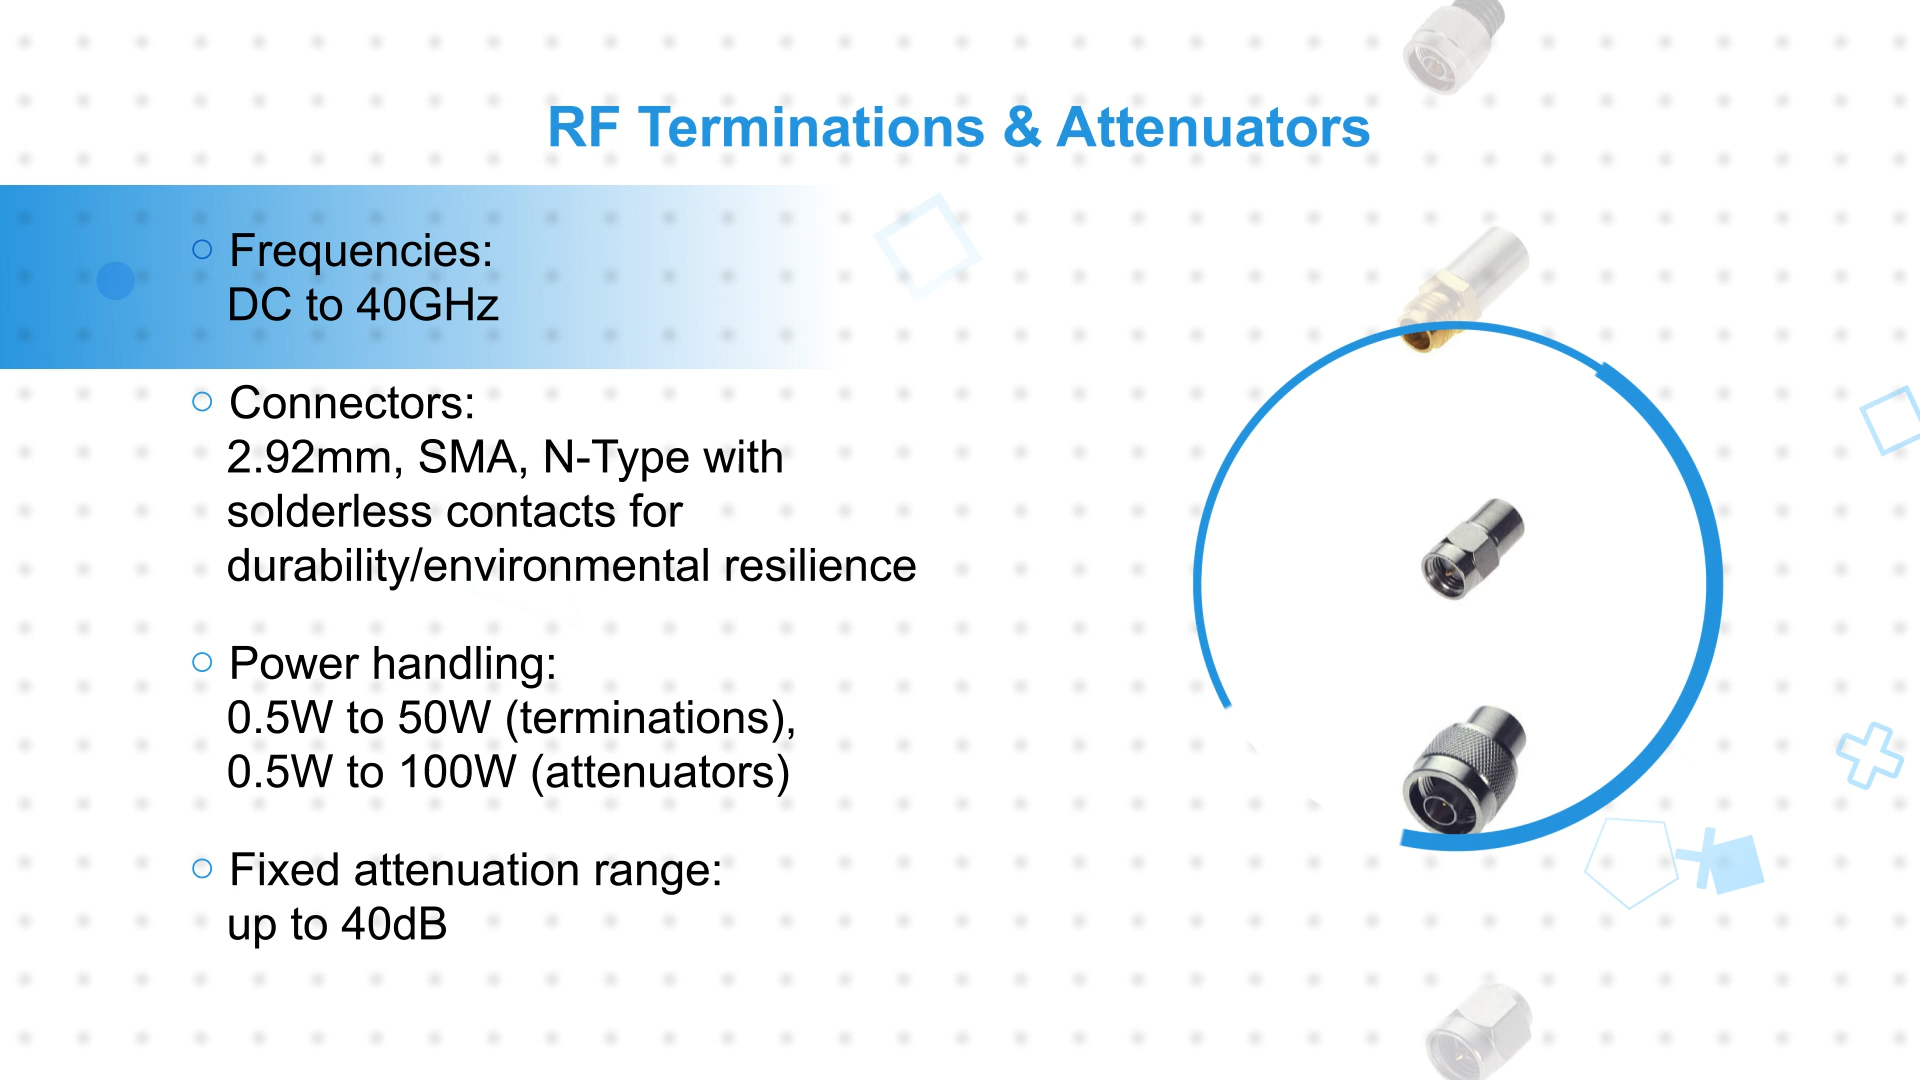 RF Terminations & Attenuators
Frequencies:
DC to 40GHz
Connectors:
2.92mm, SMA, N-Type with
solderless contacts for
durability/environmental resilience
Power handling:
0.5W to 50W (terminations),
0.5W to 100W (attenuators)
Fixed attenuation range:
up to 40dB